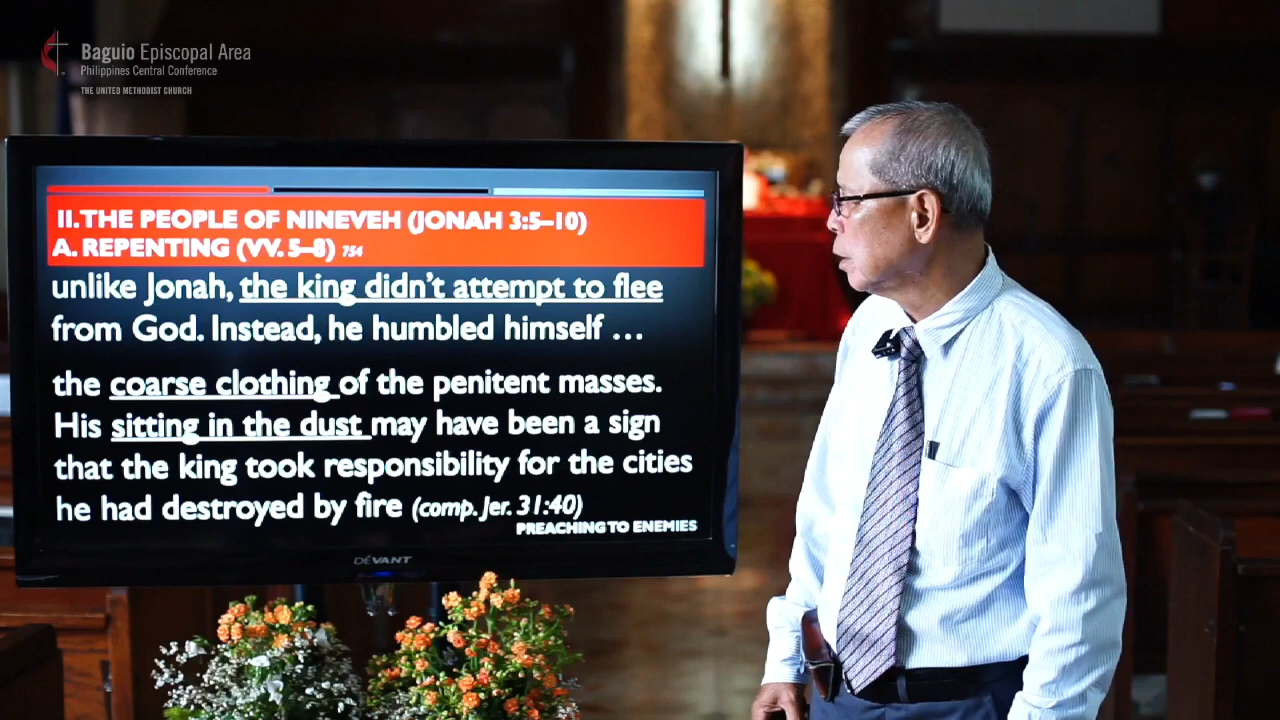 Baguio Episcopal Area
Philippines Central Conference
THE UNITED METHODIST CHURCH
II. THE PEOPLE OF NINEVEH (JONAH 3:5–10)
A. REPENTING (VV. 5–8) 754
unlike Jonah, the king didn't attempt to flee
from God. Instead, he humbled himself …
the coarse clothing of the penitent masses.
His sitting in the dust may have been a sign
that the king took responsibility for the cities
he had destroyed by fire (comp. Jer. 31:40)
PREACHING TO ENEMIES
DEVANT